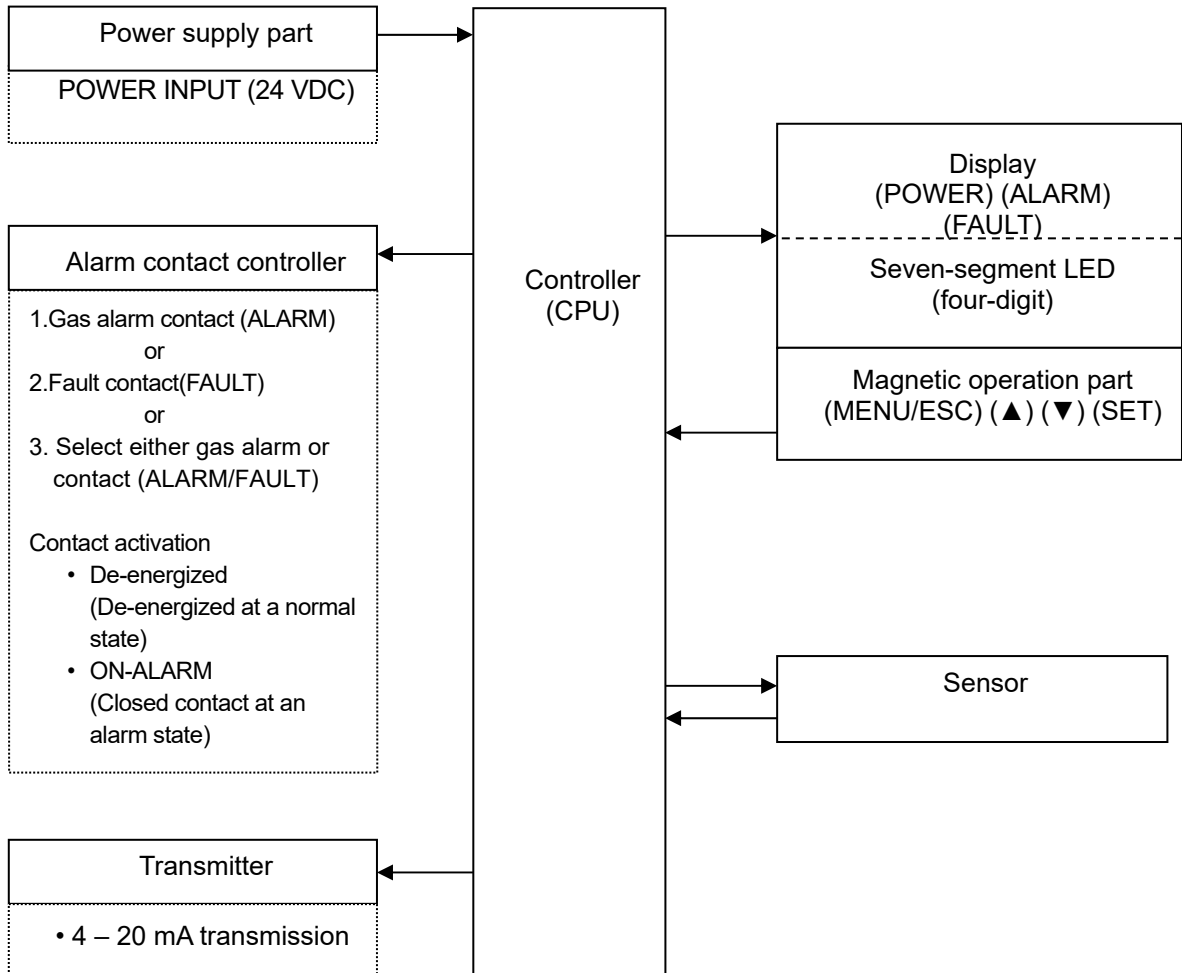 Power supply part
POWER INPUT (24 VDC)
Alarm contact controller
1.Gas alarm contact (ALARM)
or
2.Fault contact(FAULT)
or
3. Select either gas alarm or
contact (ALARM/FAULT)
Contact activation
• De-energized
(De-energized at a normal
state)
• ON-ALARM
(Closed contact at an
alarm state)
Transmitter
• 4 – 20 mA transmission
Controller
(CPU)
Display
(POWER) (ALARM)
(FAULT)
Seven-segment LED
(four-digit)
Magnetic operation part
(MENU/ESC) (▲) (▼) (SET)
Sensor